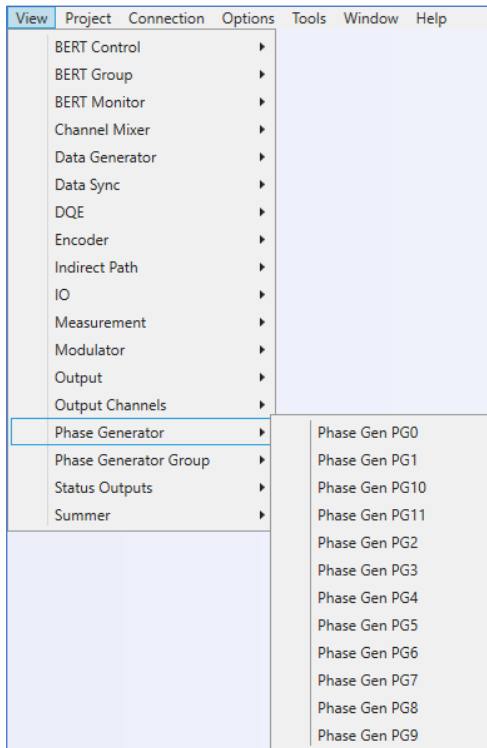 View Project Connection Options Tools Window Help
BERT Control
BERT Group
BERT Monitor
Channel Mixer
Data Generator
Data Sync
DQE
Encoder
Indirect Path
IO
Measurement
Modulator
Output
Output Channels
Phase Generator
Phase Generator Group
Status Outputs
Summer
Phase Gen PG0
Phase Gen PG1
Phase Gen PG10
Phase Gen PG11
Phase Gen PG2
Phase Gen PG3
Phase Gen PG4
Phase Gen PG5
Phase Gen PG6
Phase Gen PG7
Phase Gen PG8
Phase Gen PG9